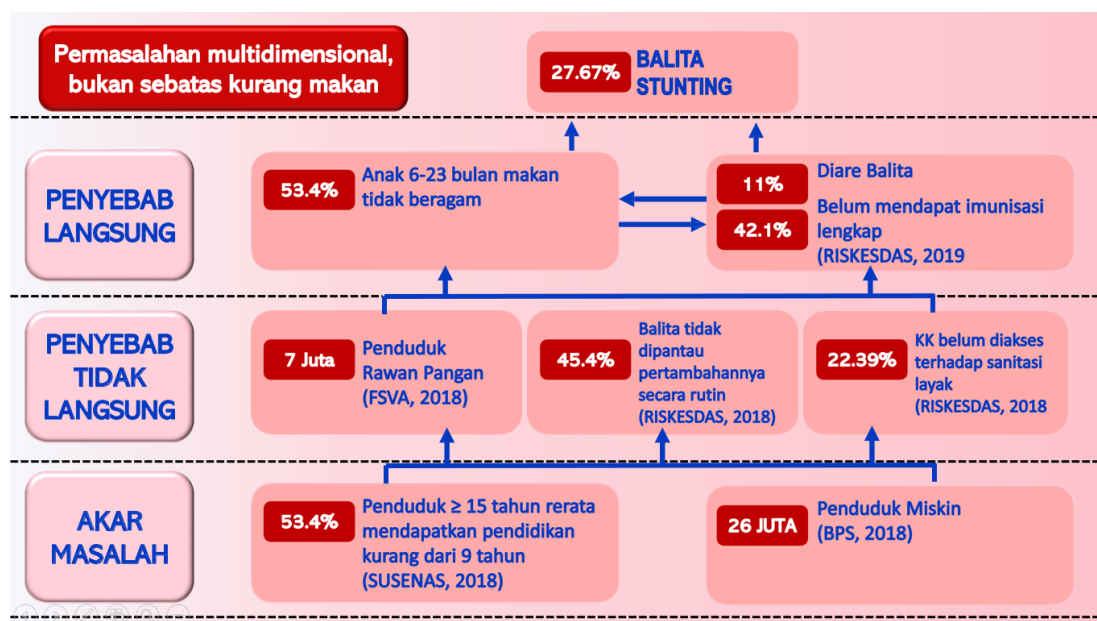 Permasalahan multidimensional,
bukan sebatas kurang makan
27.67%
BALITA
STUNTING
PENYEBAB
LANGSUNG
53.4%
Anak 6-23 bulan makan
tidak beragam
11%
Diare Balita
42.1%
Belum mendapat imunisasi
lengkap
(RISKESDAS, 2019
PENYEBAB
TIDAK
LANGSUNG
7 Juta
Penduduk
Rawan Pangan
(FSVA, 2018)
45.4%
Balita tidak
dipantau
pertambahannya
secara rutin
(RISKESDAS, 2018)
22.39%
KK belum diakses
terhadap sanitasi
layak
(RISKESDAS, 2018
AKAR
MASALAH
53.4%
Penduduk ≥ 15 tahun rerata
mendapatkan pendidikan
kurang dari 9 tahun
(SUSENAS, 2018)
26 JUTA
Penduduk Miskin
(BPS, 2018)